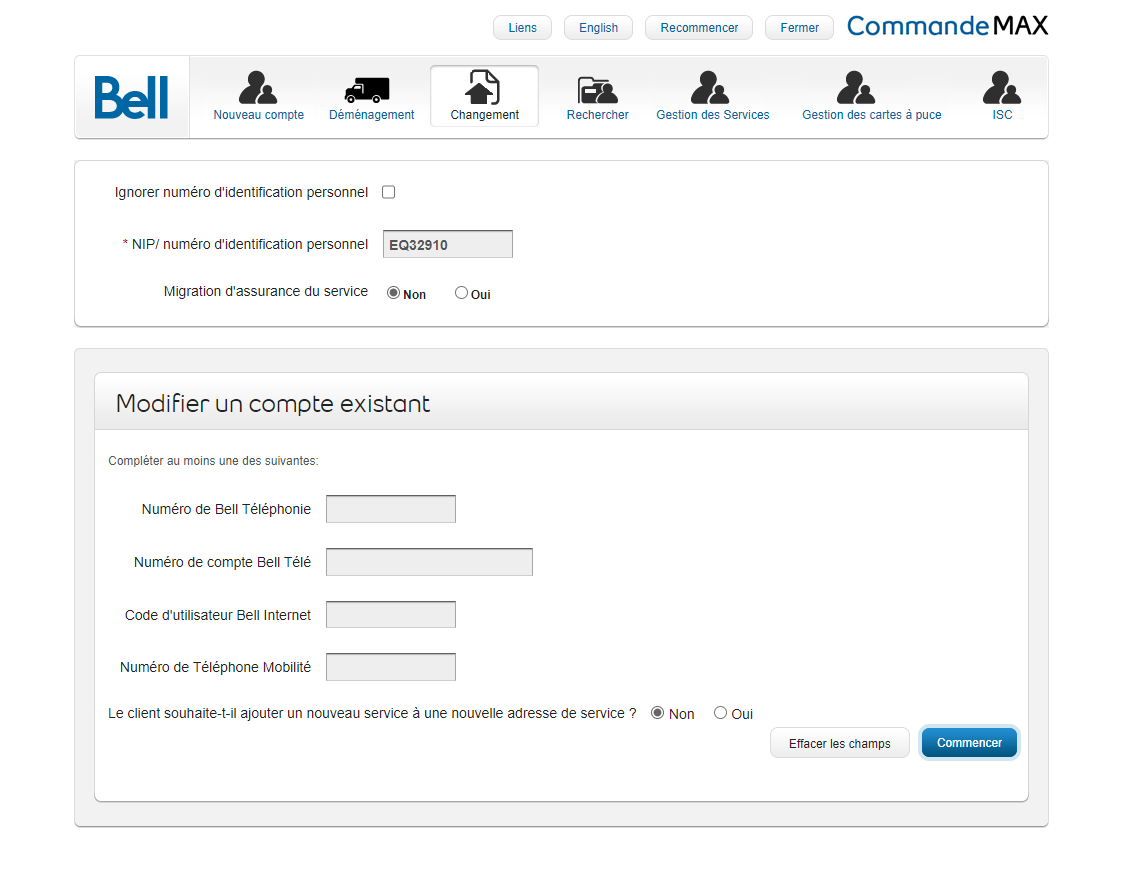 Liens English Recommencer Fermer CommandeMAX
Bell Nouveau compte Déménagement Changement Rechercher Gestion des Services Gestion des cartes à puce ISC
Ignorer numéro d'identification personnel
* NIP/ numéro d'identification personnel EQ32910
Migration d'assurance du service Non Oui
Modifier un compte existant
Compléter au moins une des suivantes:
Numéro de Bell Téléphonie
Numéro de compte Bell Télé
Code d'utilisateur Bell Internet
Numéro de Téléphone Mobilité
Le client souhaite-t-il ajouter un nouveau service à une nouvelle adresse de service ? Non Oui
Effacer les champs Commencer